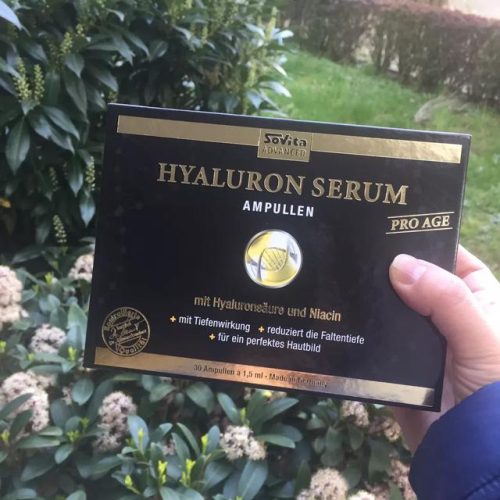 SoVita
ADVANCED
HYALURON SERUM
AMPULLEN
PRO AGE
mit Hyaluronsäure und Niacin
+ mit Tiefenwirkung + reduziert die Faltentiefe
+ für ein perfektes Hautbild
30 Ampullen à 1,5 ml - Made in Germany